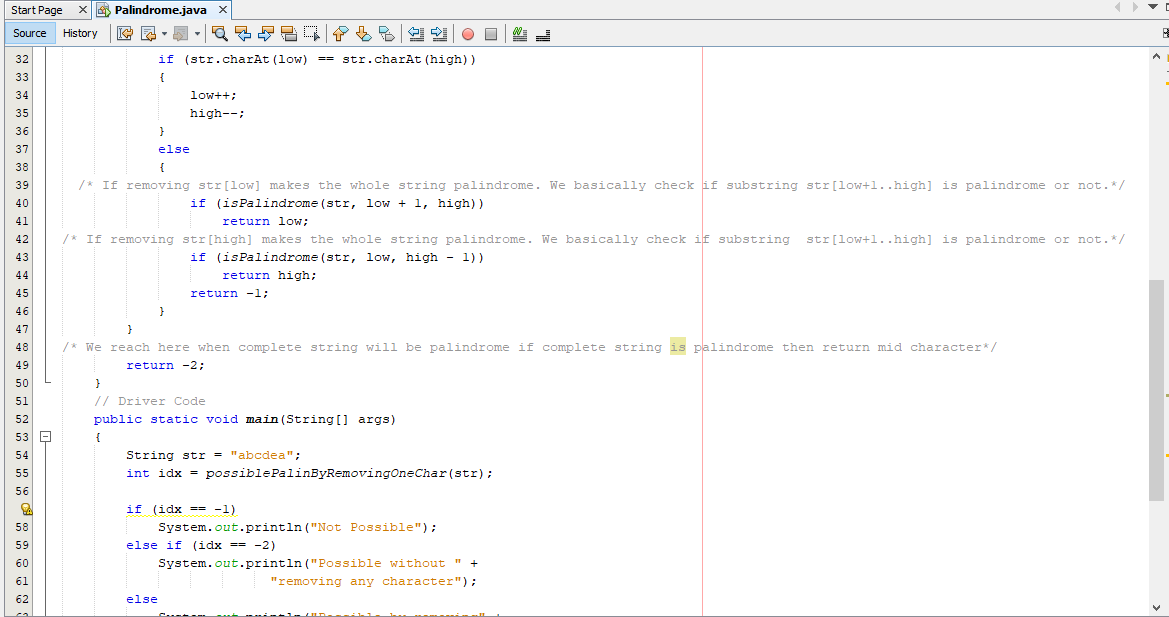 Start Page
Palindrome.java
Source History
32 if (str.charAt(low) == str.charAt(high))
33 {
34 low++;
35 high--;
36 }
37 else
38 {
39 /* If removing str[low] makes the whole string palindrome. We basically check if substring str[low+1..high] is palindrome or not.*/
40 if (isPalindrome(str, low + 1, high))
41 return low;
42 /* If removing str[high] makes the whole string palindrome. We basically check if substring  str[low+1..high] is palindrome or not.*/
43 if (isPalindrome(str, low, high - 1))
44 return high;
45 return -1;
46 }
47 }
48 /* We reach here when complete string will be palindrome if complete string is palindrome then return mid character*/
49 return -2;
50 }
51 // Driver Code
52 public static void main(String[] args)
53 {
54 String str = "abcdea";
55 int idx = possiblePalinByRemovingOneChar(str);
56
if (idx == -1)
58 System.out.println("Not Possible");
59 else if (idx == -2)
60 System.out.println("Possible without " +
61 "removing any character");
62 else